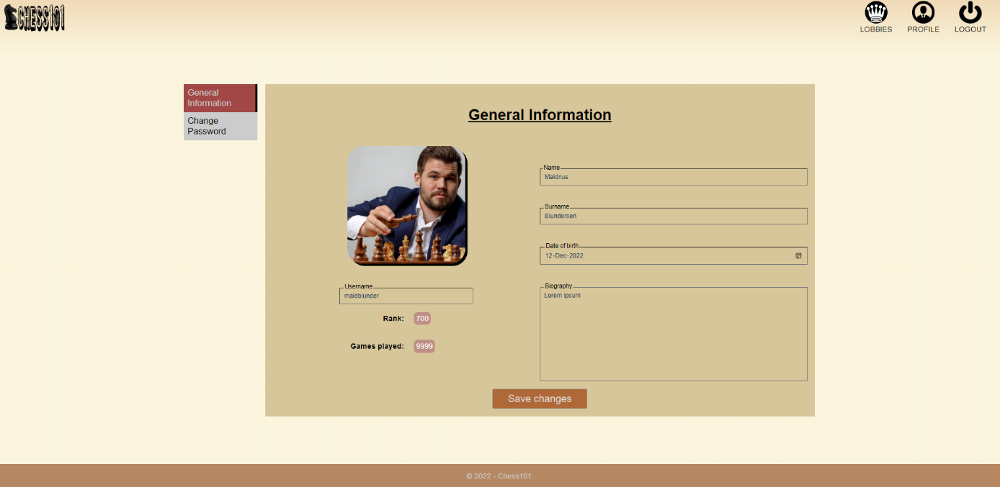 CHESS101
LOBBIES
PROFILE
LOGOUT
General
Information
Change
Password
General Information
Username
maldblunder
Rank: 700
Games played: 9999
Name
Maldnus
Surname
Blundersen
Date of birth
12-Dec-2022
Biography
Lorem ipsum
Save changes
© 2022 - Chess101